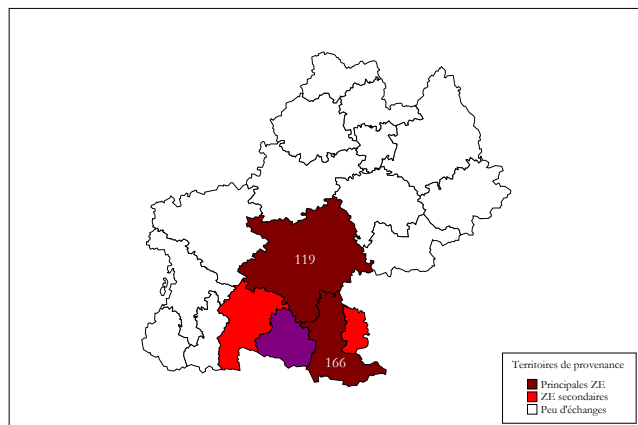 119
166
Territoires de provenance
Principales ZE
ZE secondaires
Peu d'échanges